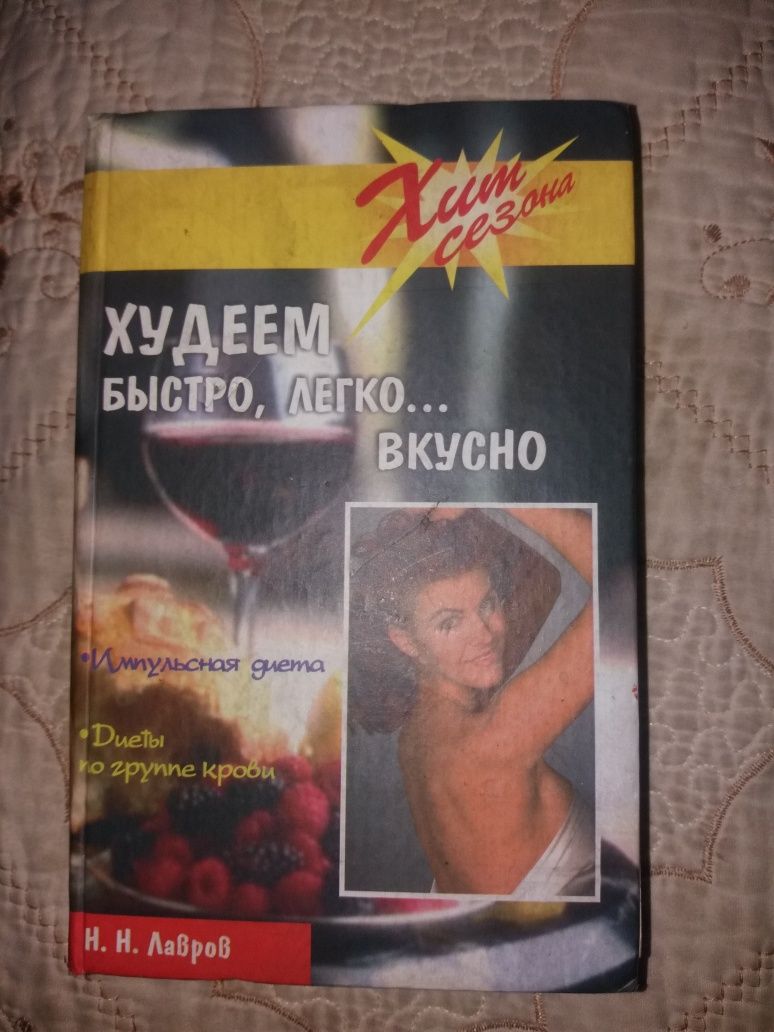 Хит
сезона
ХУДЕЕМ
БЫСТРО, ЛЕГКО...
ВКУСНО
•Импульсная диета
•Диеты
по группе крови
Н. Н. Лавров